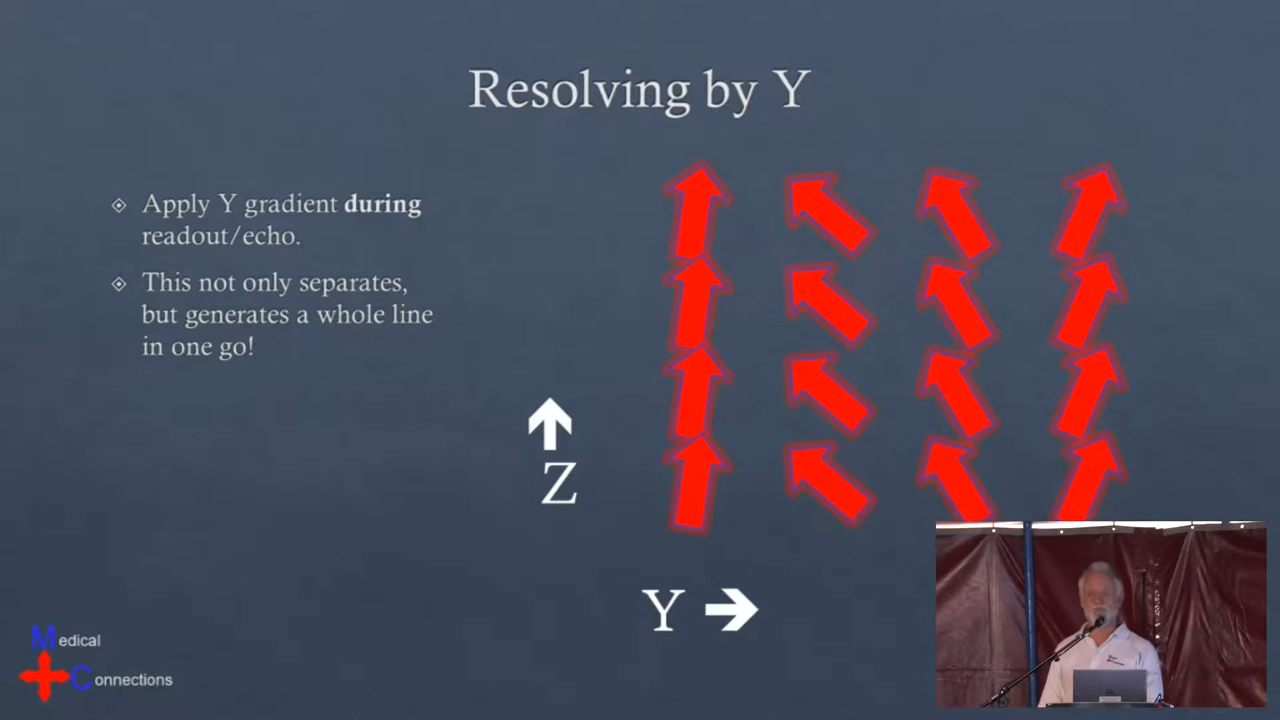 Resolving by Y
Apply Y gradient during
readout/echo.
This not only separates,
but generates a whole line
in one go!
Z
Y
Medical
Connections